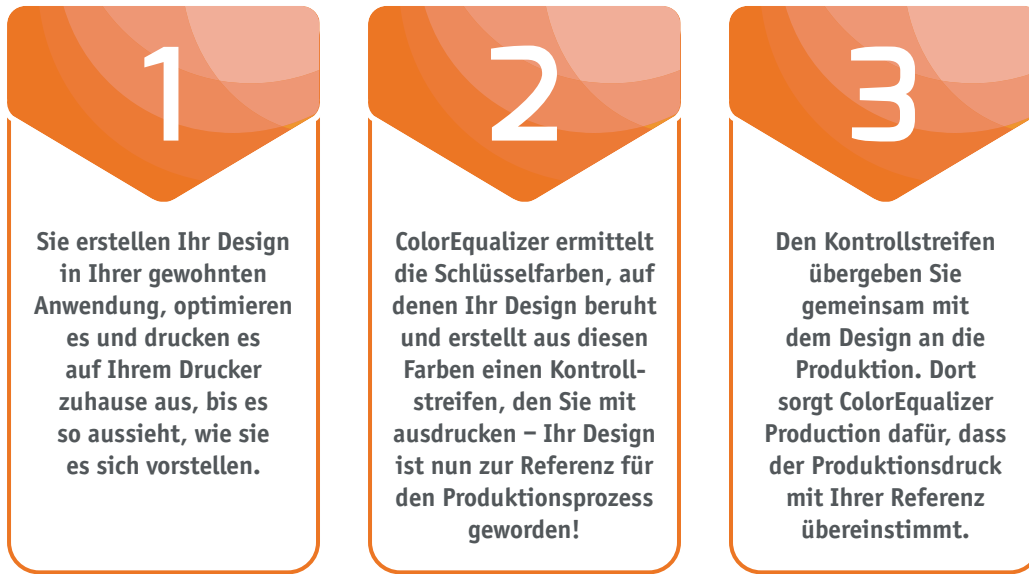 1
Sie erstellen Ihr Design
in Ihrer gewohnten
Anwendung, optimieren
es und drucken es
auf Ihrem Drucker
zuhause aus, bis es
so aussieht, wie sie
es sich vorstellen.
2
ColorEqualizer ermittelt
die Schlüsselfarben, auf
denen Ihr Design beruht
und erstellt aus diesen
Farben einen Kontroll-
streifen, den Sie mit
ausdrucken – Ihr Design
ist nun zur Referenz für
den Produktionsprozess
geworden!
3
Den Kontrollstreifen
übergeben Sie
gemeinsam mit
dem Design an die
Produktion. Dort
sorgt ColorEqualizer
Production dafür, dass
der Produktionsdruck
mit Ihrer Referenz
übereinstimmt.